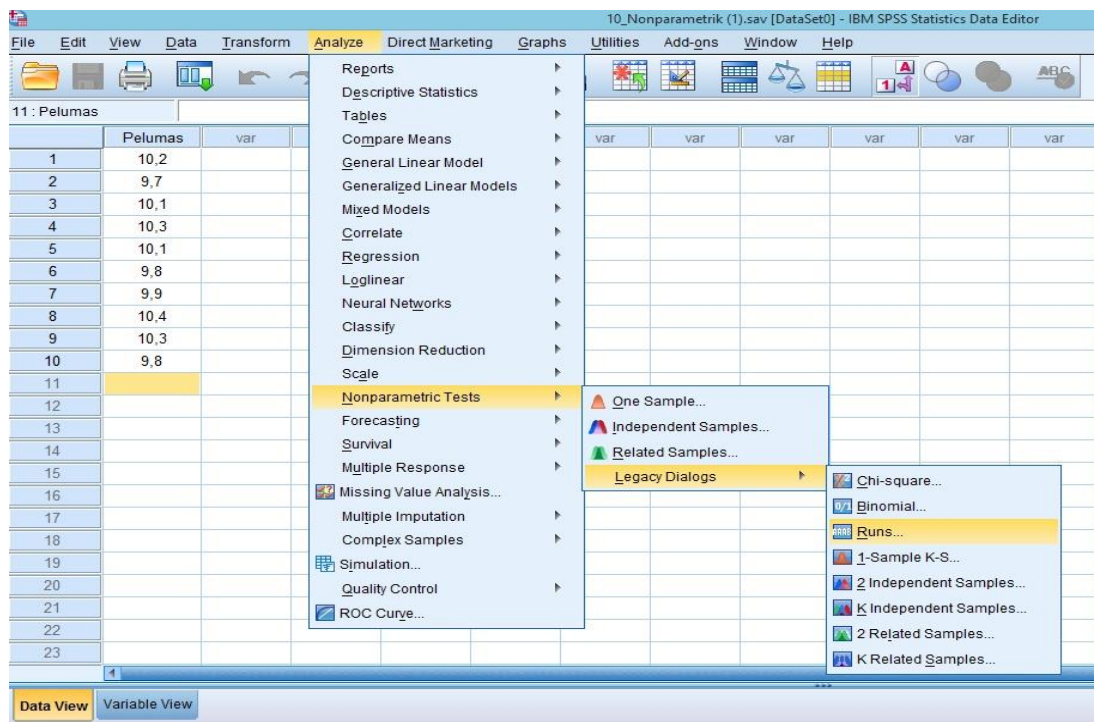 10_Nonparametrik (1).sav [DataSet0] - IBM SPSS Statistics Data Editor
File Edit View Data Transform Analyze Direct Marketing Graphs Utilities Add-ons Window Help
A
1
ABC
11 : Pelumas
Pelumas var var var var var var var
1 10,2
2 9,7
3 10,1
4 10,3
5 10,1
6 9,8
7 9,9
8 10,4
9 10,3
10 9,8
11
12
13
14
15
16
17
18
19
20
21
22
23
Reports
Descriptive Statistics
Tables
Compare Means
General Linear Model
Generalized Linear Models
Mixed Models
Correlate
Regression
Loglinear
Neural Networks
Classify
Dimension Reduction
Scale
Nonparametric Tests
Forecasting
Survival
Multiple Response
Missing Value Analysis...
Multiple Imputation
Complex Samples
Simulation...
Quality Control
ROC Curve...
One Sample...
Independent Samples...
Related Samples...
Legacy Dialogs
Chi-square...
0/1 Binomial...
Runs...
1-Sample K-S...
2 Independent Samples...
K Independent Samples...
2 Related Samples...
K Related Samples...
Data View Variable View